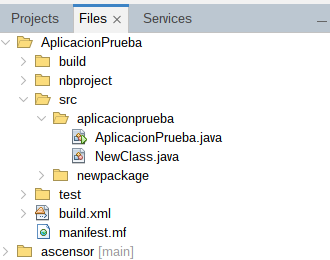 Projects Files × Services
AplicacionPrueba
build
nbproject
src
aplicacionprueba
AplicacionPrueba.java
NewClass.java
newpackage
test
build.xml
manifest.mf
ascensor [main]